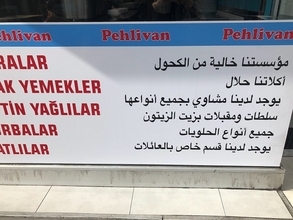 Pehlivan Pehlivan Pehlivan
RALAR
مؤسستنا خالية من الكحول
AK YEMEKLER
أكلاتنا حلال
TİN YAĞLILAR
يوجد لدينا مشاوي بجميع أنواعها
سلطات ومقبلات بزيت الزيتون
RBALAR
جميع أنواع الحلويات
ATLILAR
يوجد لدينا قسم خاص بالعائلات